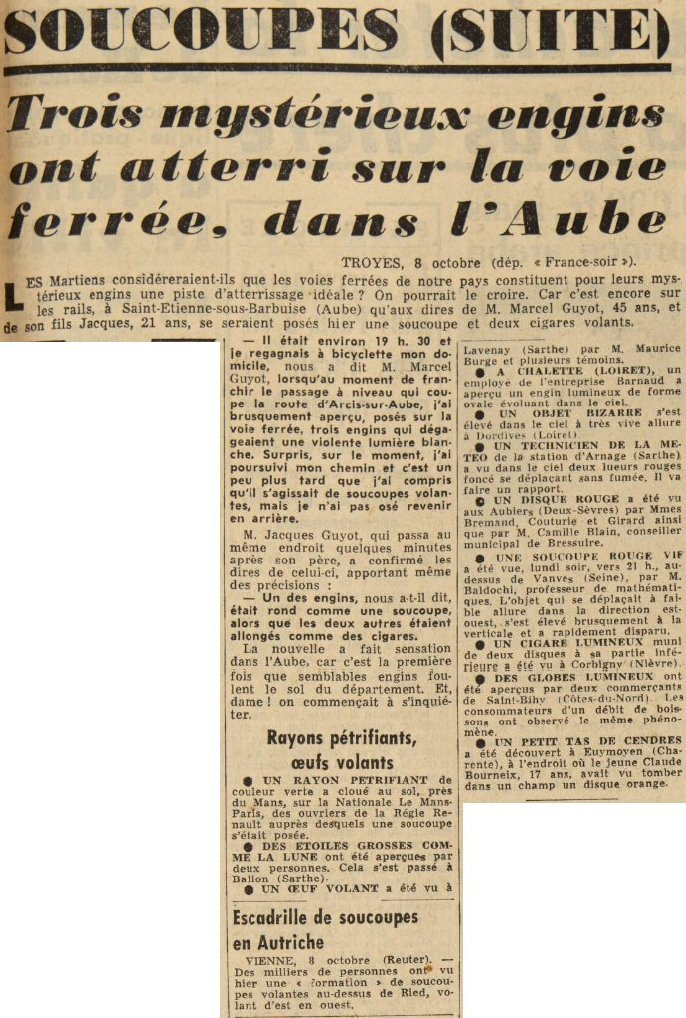 SOUCOUPES (SUITE)
Trois mystérieux engins
ont atterri sur la voie
ferrée, dans l'Aube
TROYES, 8 octobre (dép. « France-soir »).
LES Martiens considéreraient-ils que les voies ferrées de notre pays constituent pour leurs mys-
térieux engins une piste d'atterrissage idéale ? On pourrait le croire. Car c'est encore sur
les rails, à Saint-Etienne-sous-Barbuise (Aube) qu'aux dires de M. Marcel Guyot, 45 ans, et
de son fils Jacques, 21 ans, se seraient posés hier une soucoupe et deux cigares volants.
— Il était environ 19 h. 30 et
je regagnais à bicyclette mon do-
micile, nous a dit M. Marcel
Guyot, lorsqu'au moment de fran-
chir le passage à niveau qui cou-
pe la route d'Arcis-sur-Aube, j'ai
brusquement aperçu, posés sur la
voie ferrée, trois engins qui déga-
geaient une violente lumière blan-
che. Surpris, sur le moment, j'ai
poursuivi mon chemin et c'est un
peu plus tard que j'ai compris
qu'il s'agissait de soucoupes volan-
tes, mais je n'ai pas osé revenir
en arrière.
M. Jacques Guyot, qui passa au
même endroit quelques minutes
après son père, a confirmé les
dires de celui-ci, apportant même
des précisions :
— Un des engins, nous a-t-il dit,
était rond comme une soucoupe,
alors que les deux autres étaient
allongés comme des cigares.
La nouvelle a fait sensation
dans l'Aube, car c'est la première
fois que semblables engins fou-
lent le sol du département. Et,
dame ! on commençait à s'inquié-
ter.
Rayons pétrifiants,
œufs volants
● UN RAYON PETRIFIANT de
couleur verte a cloué au sol, près
du Mans, sur la Nationale Le Mans-
Paris, des ouvriers de la Régie Re-
nault auprès desquels une soucoupe
s'était posée.
● DES ETOILES GROSSES COM-
ME LA LUNE ont été aperçues par
deux personnes. Cela s'est passé à
Ballon (Sarthe).
● UN ŒUF VOLANT a été vu à
Lavenay (Sarthe) par M. Maurice
Burge et plusieurs témoins.
● A CHALETTE (LOIRET), un
employé de l'entreprise Barnaud a
aperçu un engin lumineux de forme
ovale évoluant dans le ciel.
● UN OBJET BIZARRE s'est
élevé dans le ciel à très vive allure
à Dordives (Loiret).
● UN TECHNICIEN DE LA ME-
TEO de la station d'Arnage (Sarthe)
a vu dans le ciel deux lueurs rouges
foncé se déplaçant sans fumée. Il va
faire un rapport.
● UN DISQUE ROUGE a été vu
aux Aubiers (Deux-Sèvres) par Mmes
Bremand, Couturie et Girard ainsi
que par M. Camille Blain, conseiller
municipal de Bressuire.
● UNE SOUCOUPE ROUGE VIF
a été vue, lundi soir, vers 21 h., au-
dessus de Vanves (Seine), par M.
Baldochi, professeur de mathémati-
ques. L'objet qui se déplaçait à fai-
ble allure dans la direction est-
ouest, s'est élevé brusquement à la
verticale et a rapidement disparu.
● UN CIGARE LUMINEUX muni
de deux disques à sa partie infé-
rieure a été vu à Corbigny (Nièvre).
● DES GLOBES LUMINEUX ont
été aperçus par deux commerçants
de Saint-Bihy (Côtes-du-Nord). Les
consommateurs d'un débit de bois-
sons ont observé le même phéno-
mène.
● UN PETIT TAS DE CENDRES
a été découvert à Euymoyen (Cha-
rente), à l'endroit où le jeune Claude
Bourneix, 17 ans, avait vu tomber
dans un champ un disque orange.
Escadrille de soucoupes
en Autriche
VIENNE, 8 octobre (Reuter). —
Des milliers de personnes ont vu
hier une « formation » de soucou-
pes volantes au-dessus de Ried, vo-
lant d'est en ouest.